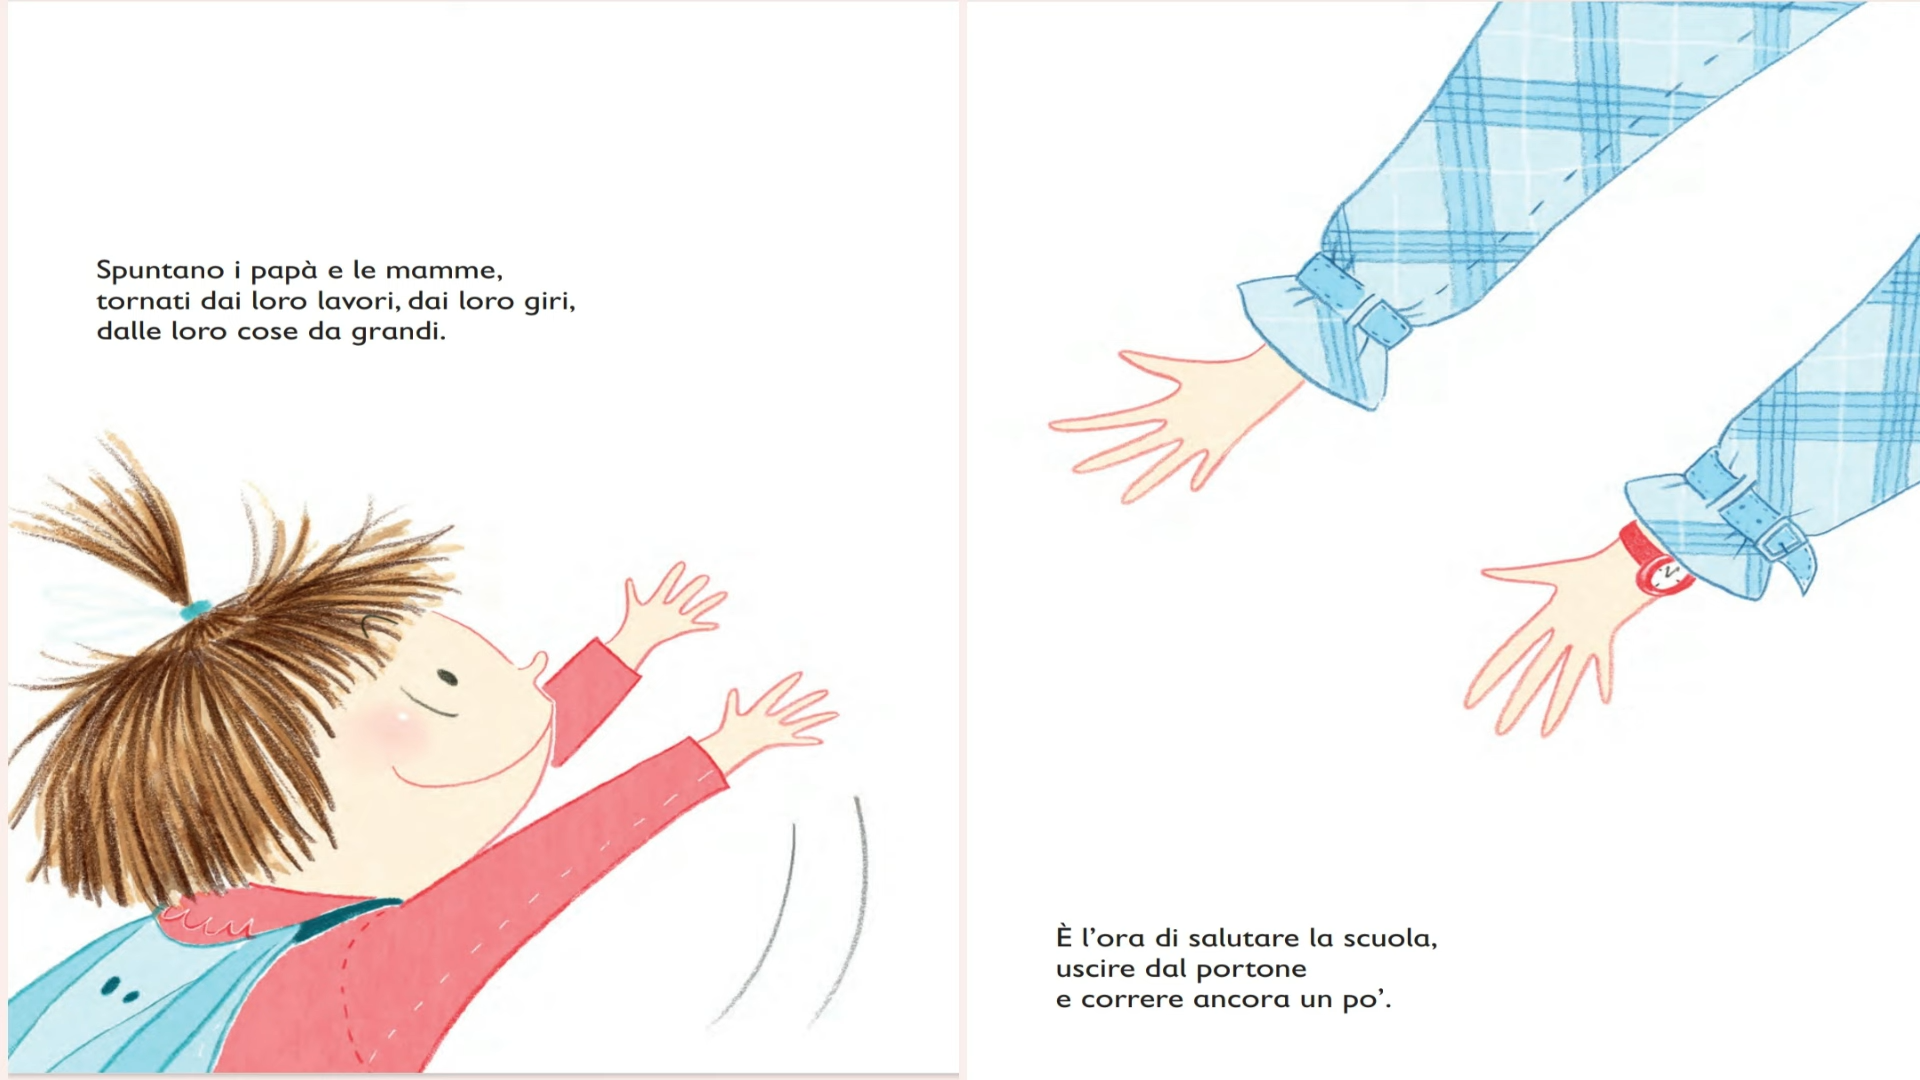 Spuntano i papà e le mamme,
tornati dai loro lavori, dai loro giri,
dalle loro cose da grandi.
È l’ora di salutare la scuola,
uscire dal portone
e correre ancora un po’.